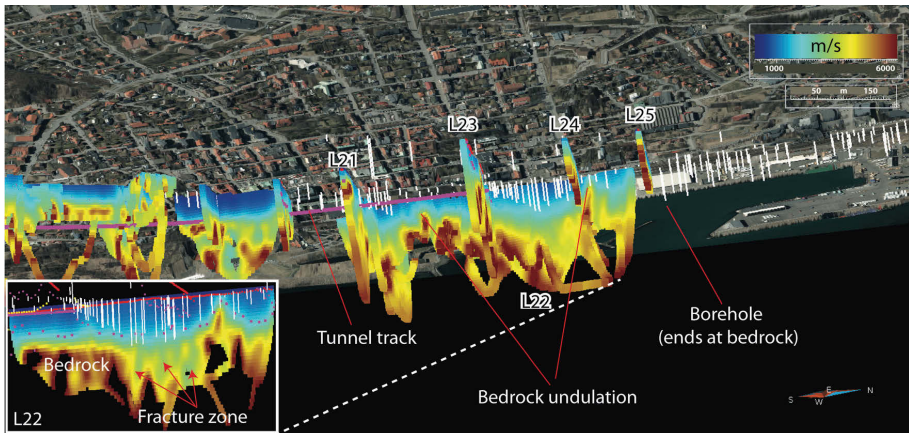 m/s
1000 6000
50 m 150
L23
L24
L25
L21
L22
Tunnel track
Borehole
(ends at bedrock)
Bedrock undulation
Bedrock
Fracture zone
L22
S W E N